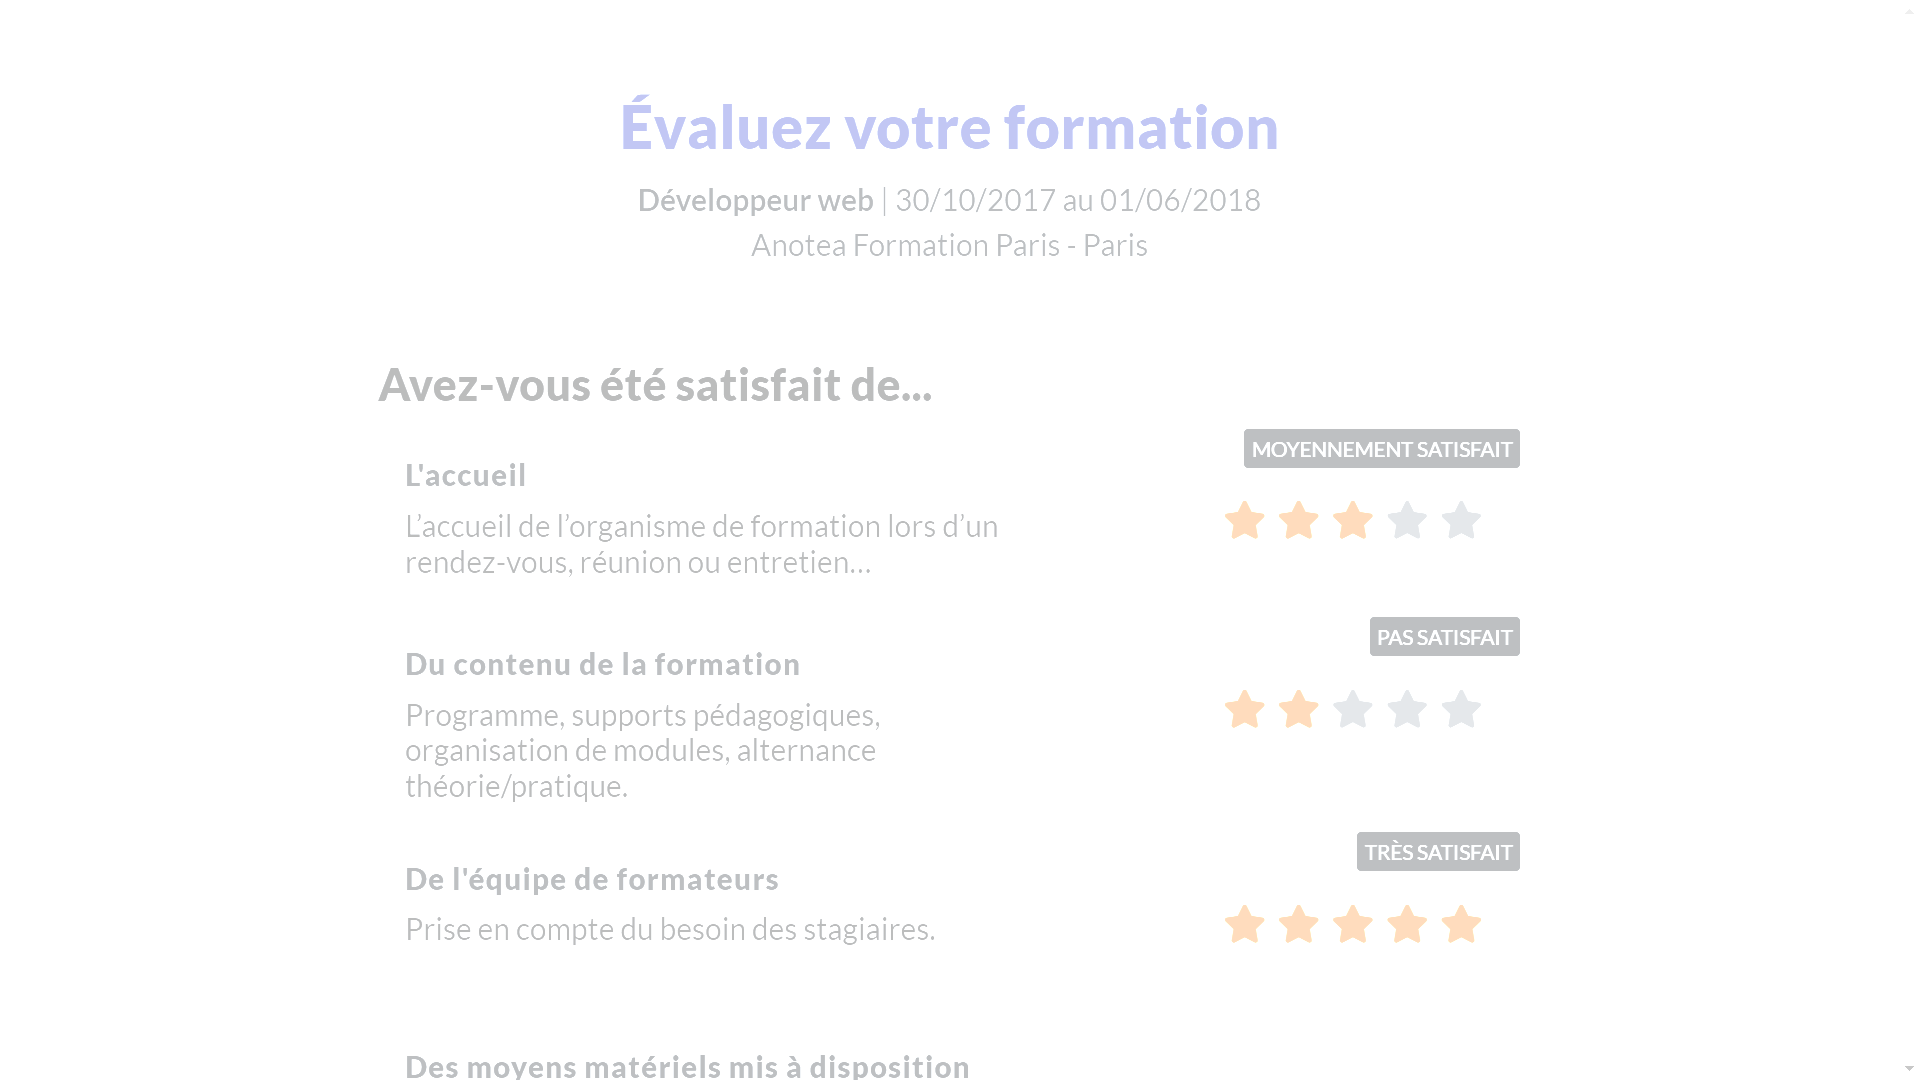 Évaluez votre formation
Développeur web | 30/10/2017 au 01/06/2018
Anotea Formation Paris - Paris
Avez-vous été satisfait de...
MOYENNEMENT SATISFAIT
L'accueil
L’accueil de l’organisme de formation lors d’un
rendez-vous, réunion ou entretien…
PAS SATISFAIT
Du contenu de la formation
Programme, supports pédagogiques,
organisation de modules, alternance
théorie/pratique.
TRÈS SATISFAIT
De l'équipe de formateurs
Prise en compte du besoin des stagiaires.
Des moyens matériels mis à disposition